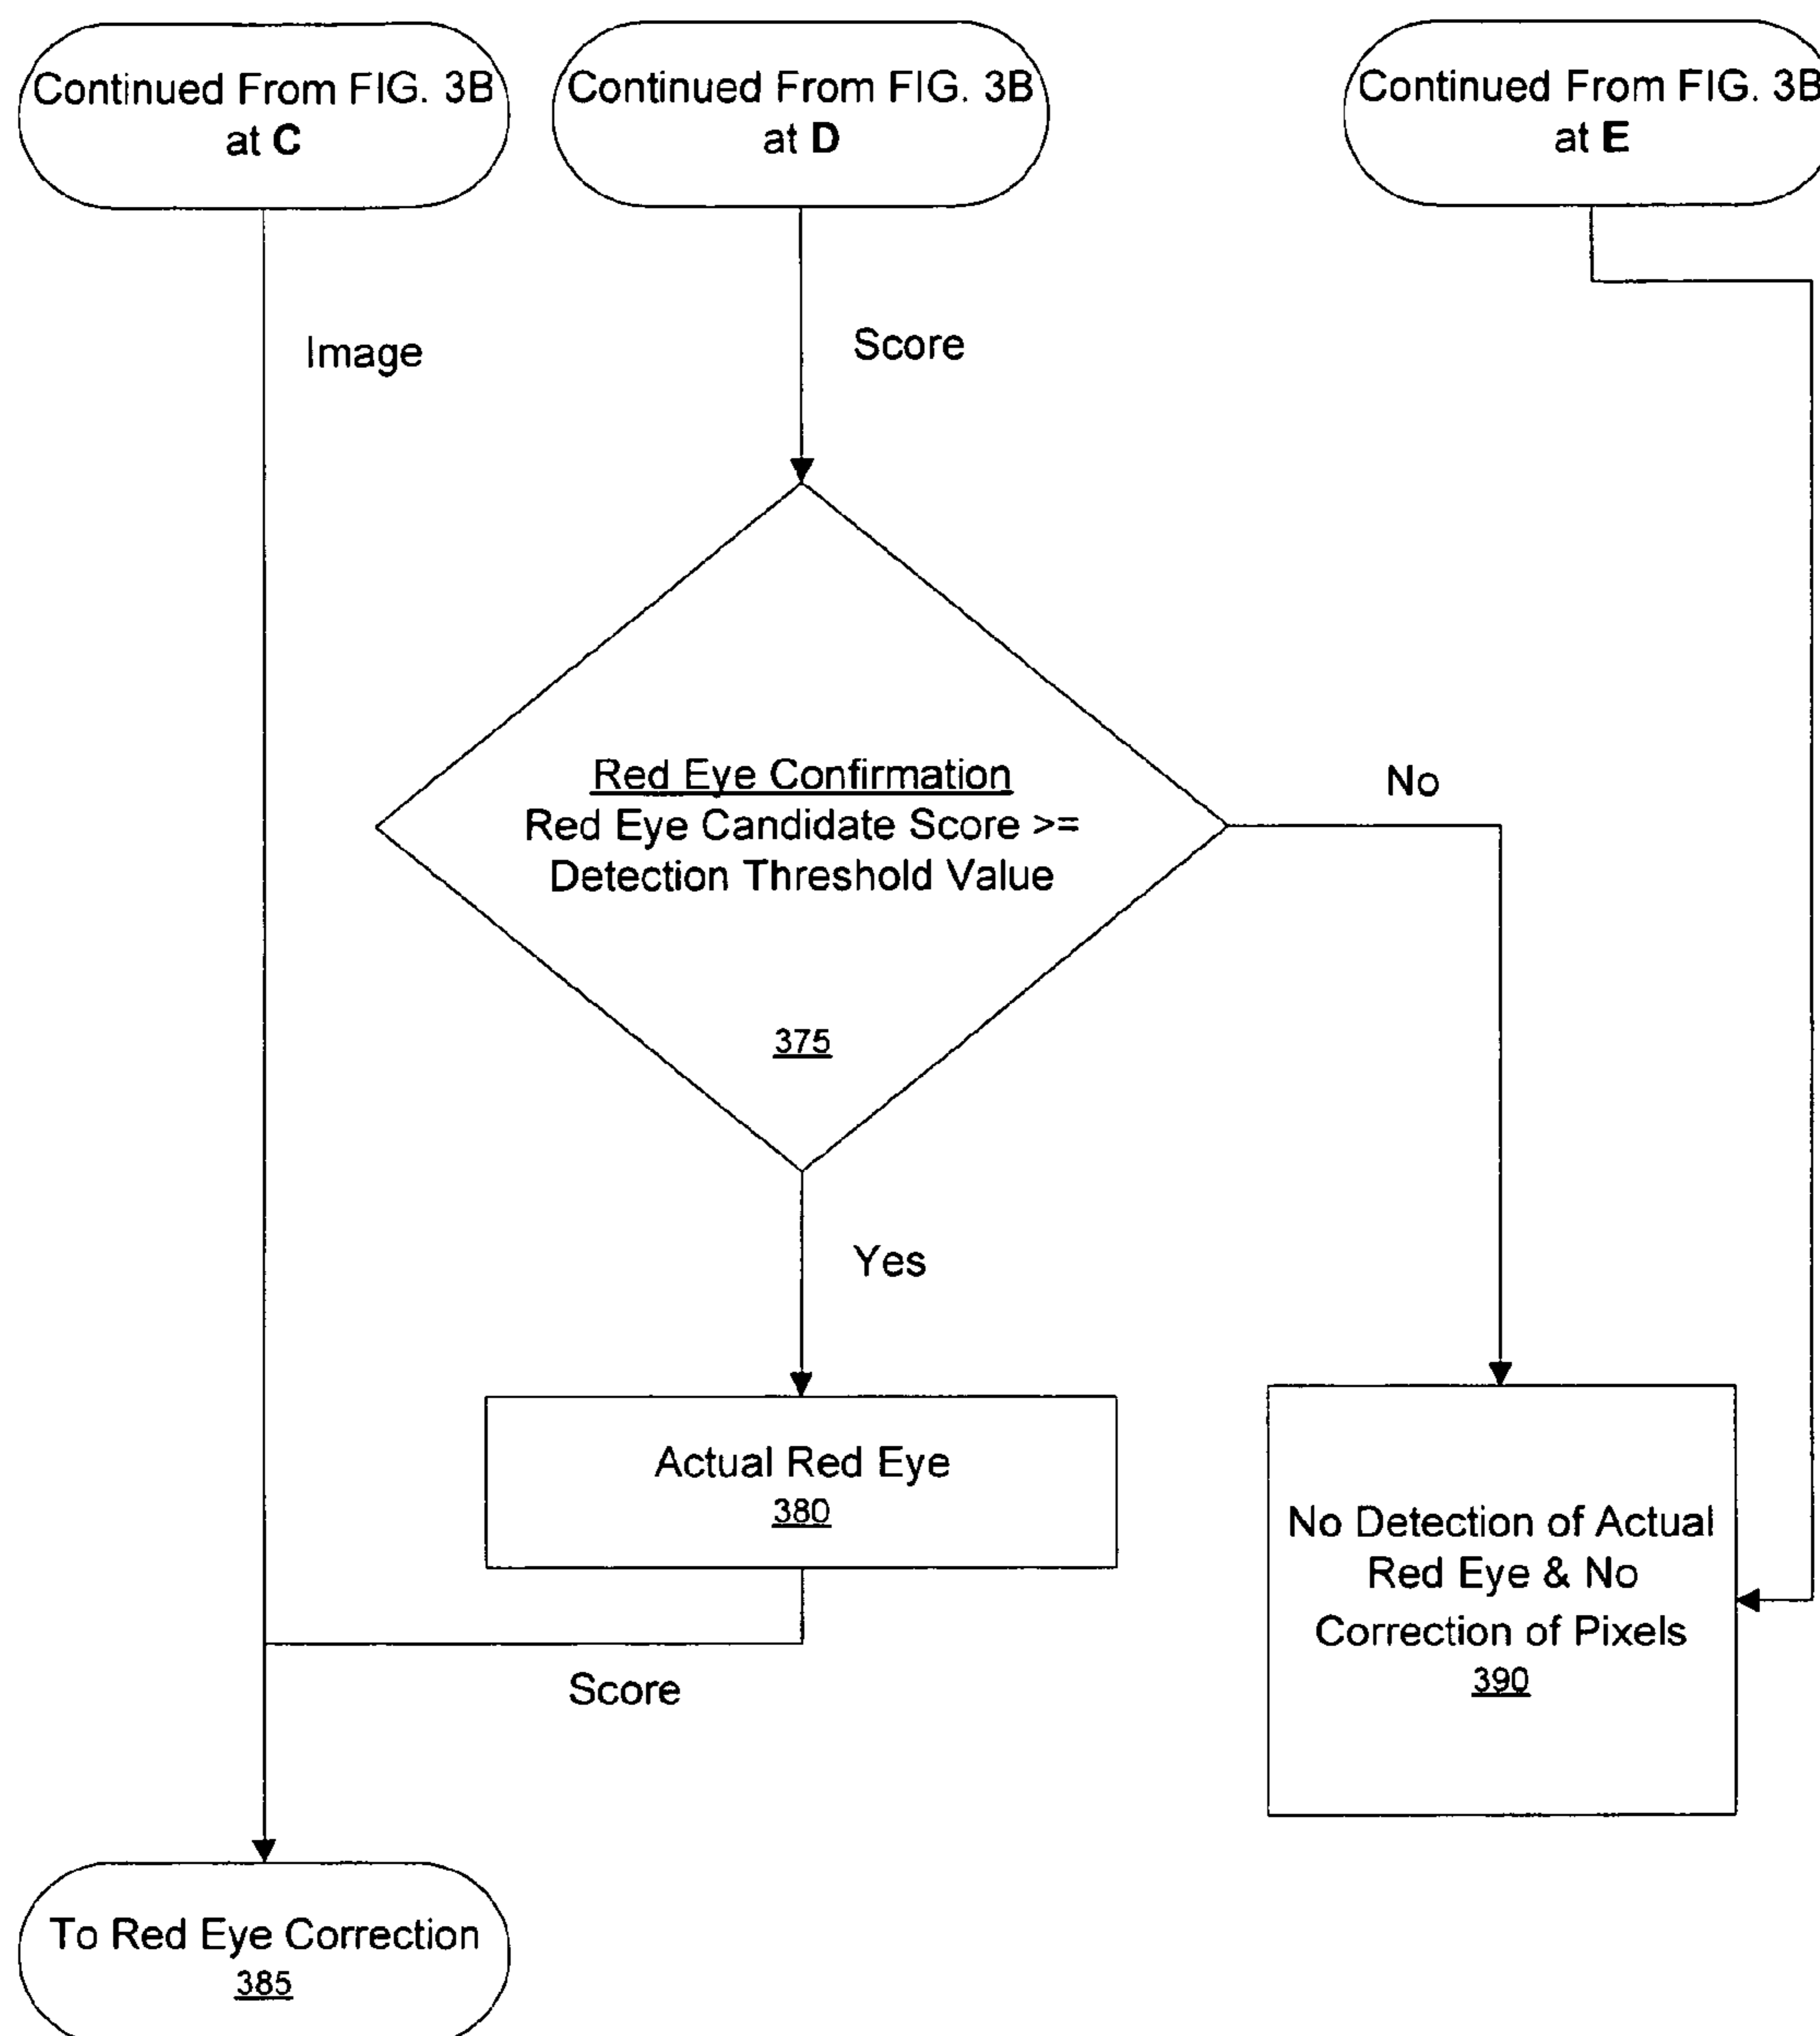 Continued From FIG. 3B
at C
Continued From FIG. 3B
at D
Continued From FIG. 3B
at E
Image
Score
Red Eye Confirmation
Red Eye Candidate Score >=
Detection Threshold Value
375
No
Yes
Actual Red Eye
380
No Detection of Actual
Red Eye & No
Correction of Pixels
390
Score
To Red Eye Correction
385